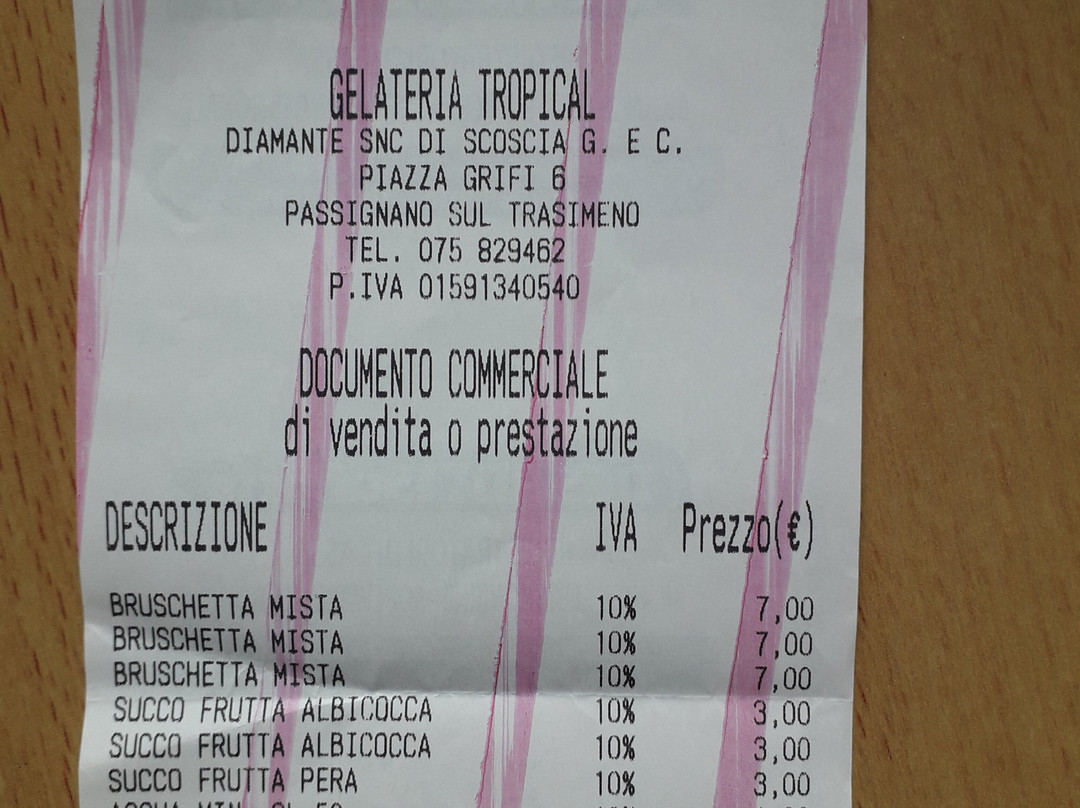 GELATERIA TROPICAL
DIAMANTE SNC DI SCOSCIA G. E C.
PIAZZA GRIFI 6
PASSIGNANO SUL TRASIMENO
TEL. 075 829462
P.IVA 01591340540
DOCUMENTO COMMERCIALE
di vendita o prestazione
DESCRIZIONE IVA Prezzo(€)
BRUSCHETTA MISTA 10% 7,00
BRUSCHETTA MISTA 10% 7,00
BRUSCHETTA MISTA 10% 7,00
SUCCO FRUTTA ALBICOCCA 10% 3,00
SUCCO FRUTTA ALBICOCCA 10% 3,00
SUCCO FRUTTA PERA 10% 3,00